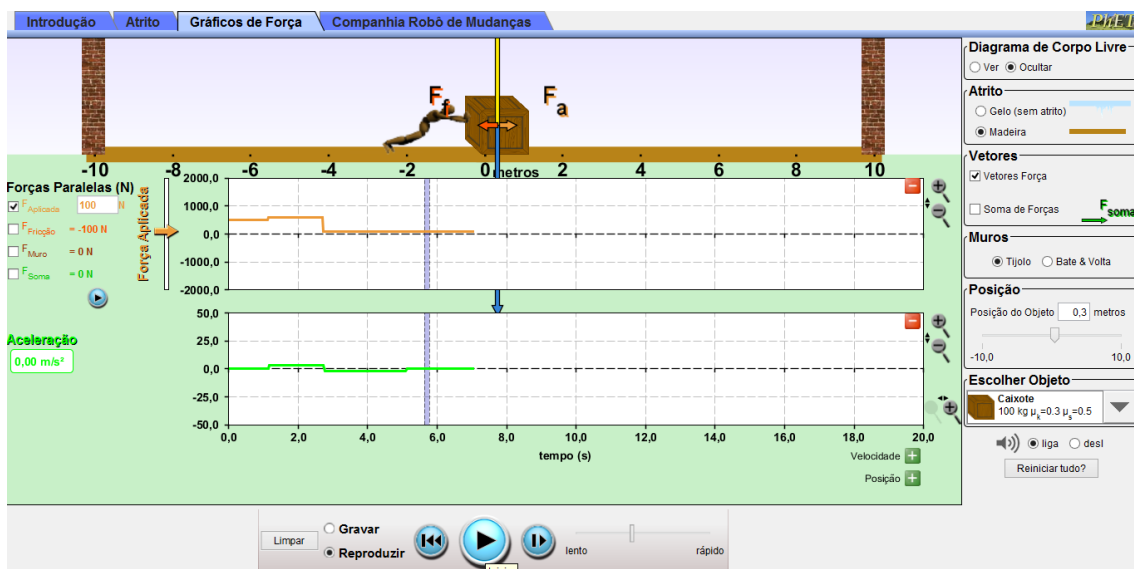 Introdução Atrito Gráficos de Força Companhia Robô de Mudanças PhET
Ff Fa
-10 -8 -6 -4 -2 0 metros 2 4 6 8 10
Forças Paralelas (N)
FAplicada 100 N
FFricção = -100 N
FMuro = 0 N
FSoma = 0 N
Força Aplicada
2000,0
1000,0
0,0
-1000,0
-2000,0
Aceleração
0,00 m/s²
50,0
25,0
0,0
-25,0
-50,0
0,0 2,0 4,0 6,0 8,0 10,0 12,0 14,0 16,0 18,0 20,0
tempo (s)
Velocidade
Posição
Diagrama de Corpo Livre
Ver Ocultar
Atrito
Gelo (sem atrito)
Madeira
Vetores
Vetores Força
Soma de Forças Fsoma
Muros
Tijolo Bate & Volta
Posição
Posição do Objeto 0,3 metros
-10,0 10,0
Escolher Objeto
Caixote
100 kg μk=0.3 μs=0.5
liga desl
Reiniciar tudo?
Limpar
Gravar
Reproduzir
lento rápido